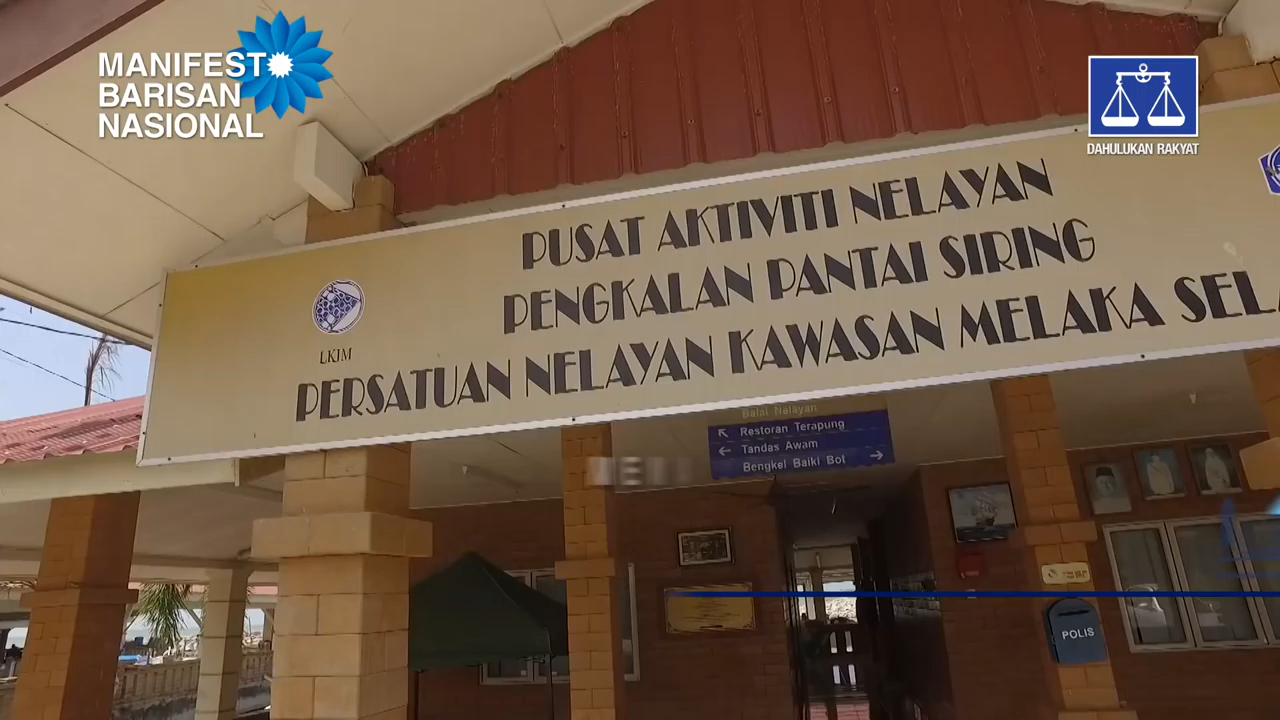 MANIFESTO
BARISAN
NASIONAL
DAHULUKAN RAKYAT
PUSAT AKTIVITI NELAYAN
PENGKALAN PANTAI SIRING
PERSATUAN NELAYAN KAWASAN MELAKA SELA
LKIM
Balai Nelayan
Restoran Terapung
Tandas Awam
Bengkel Baiki Bot
POLIS